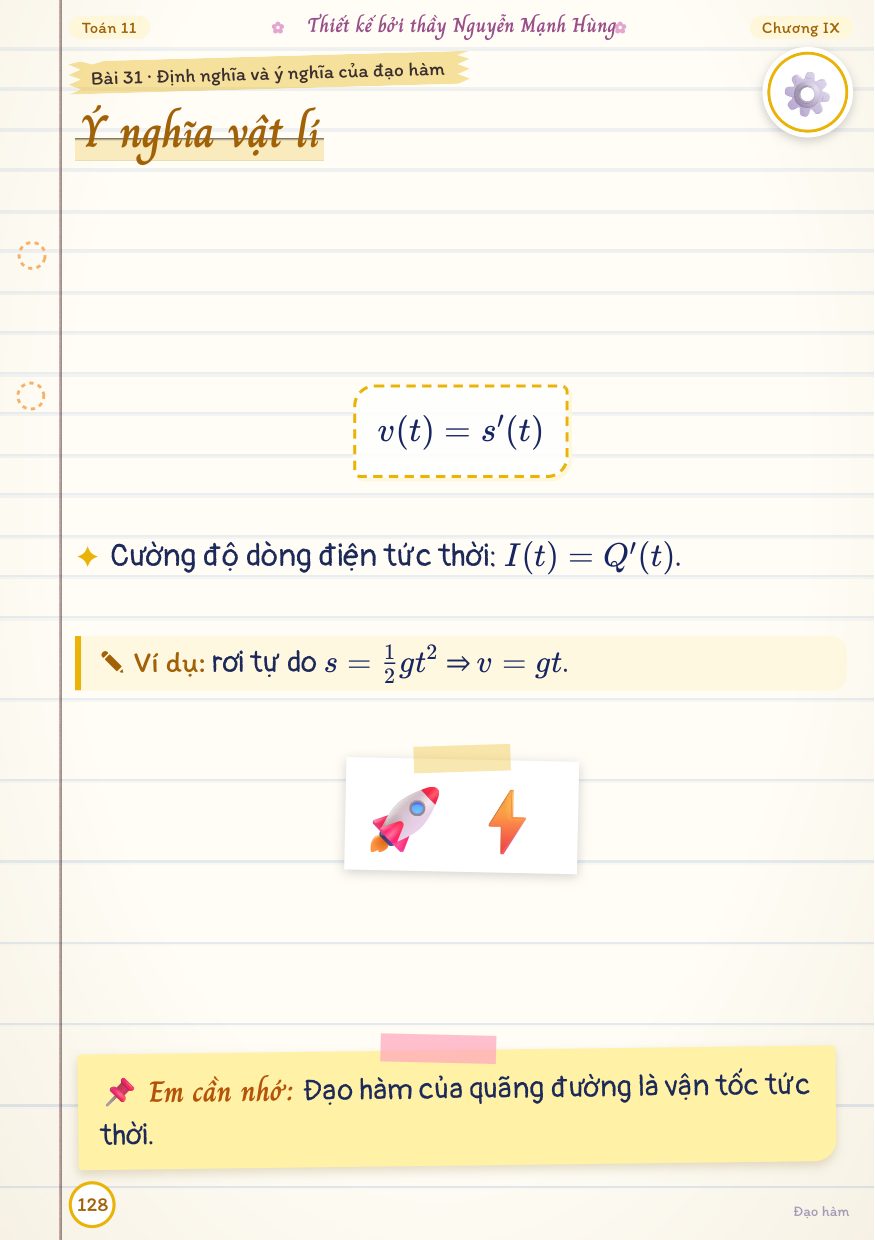 Toán 11
Thiết kế bởi thầy Nguyễn Mạnh Hùng
Chương IX
Bài 31 · Định nghĩa và ý nghĩa của đạo hàm
Ý nghĩa vật lí
v(t) = s′(t)
Cường độ dòng điện tức thời: I(t) = Q′(t).
Ví dụ: rơi tự do s = ½gt² ⇒ v = gt.
Em cần nhớ: Đạo hàm của quãng đường là vận tốc tức
thời.
128
Đạo hàm